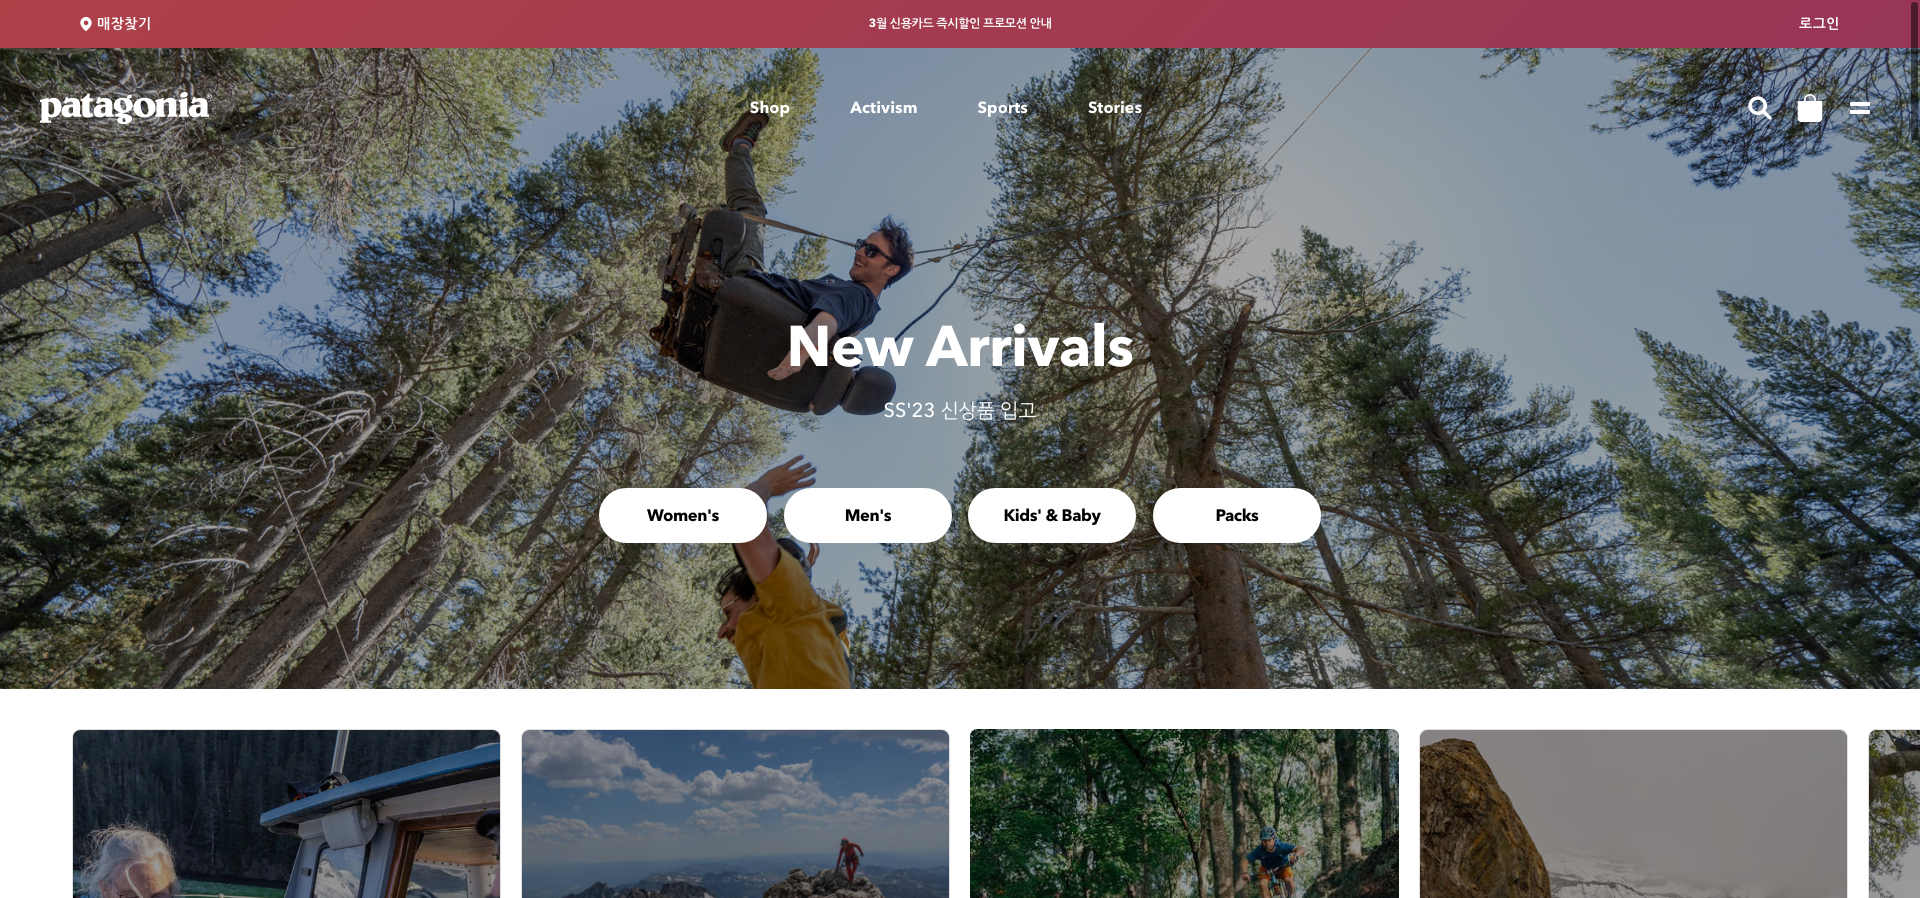 매장찾기
3월 신용카드 즉시할인 프로모션 안내
로그인
patagonia®
Shop
Activism
Sports
Stories
New Arrivals
SS'23 신상품 입고
Women's
Men's
Kids' & Baby
Packs